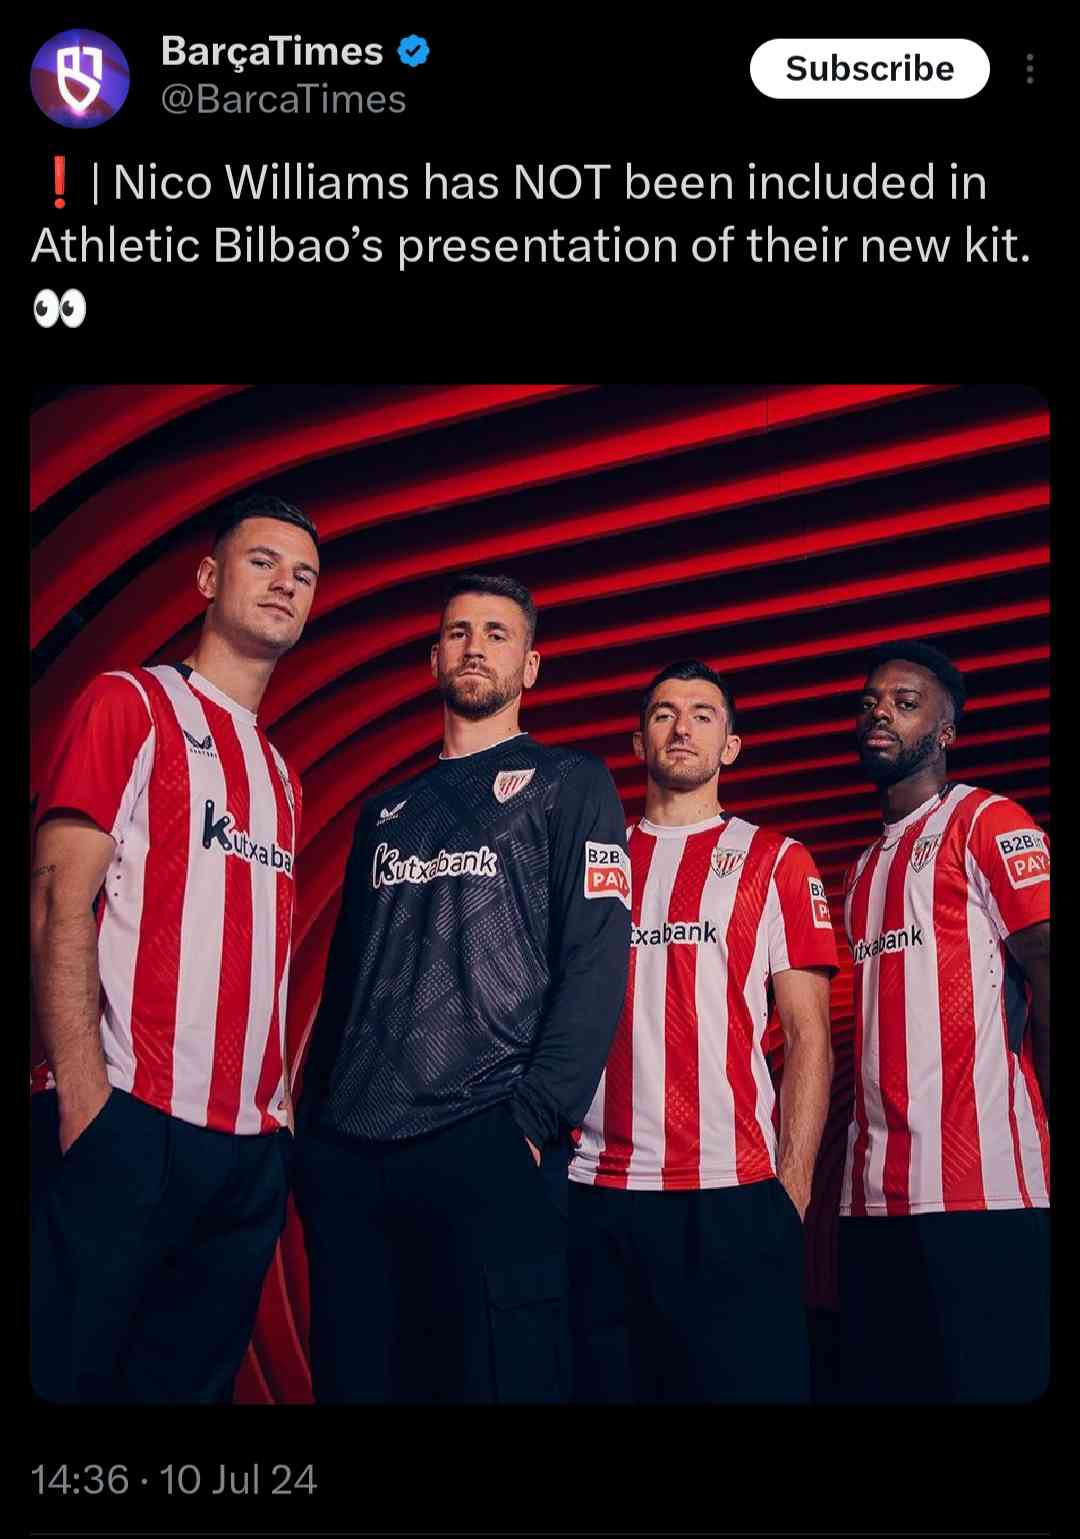 BarçaTimes
@BarcaTimes
Subscribe
❗| Nico Williams has NOT been included in
Athletic Bilbao’s presentation of their new kit.
👀
Kutxaba
Kutxabank
B2B
PAY
txabank
B2
P
utxabank
B2B
PAY
14:36 · 10 Jul 24